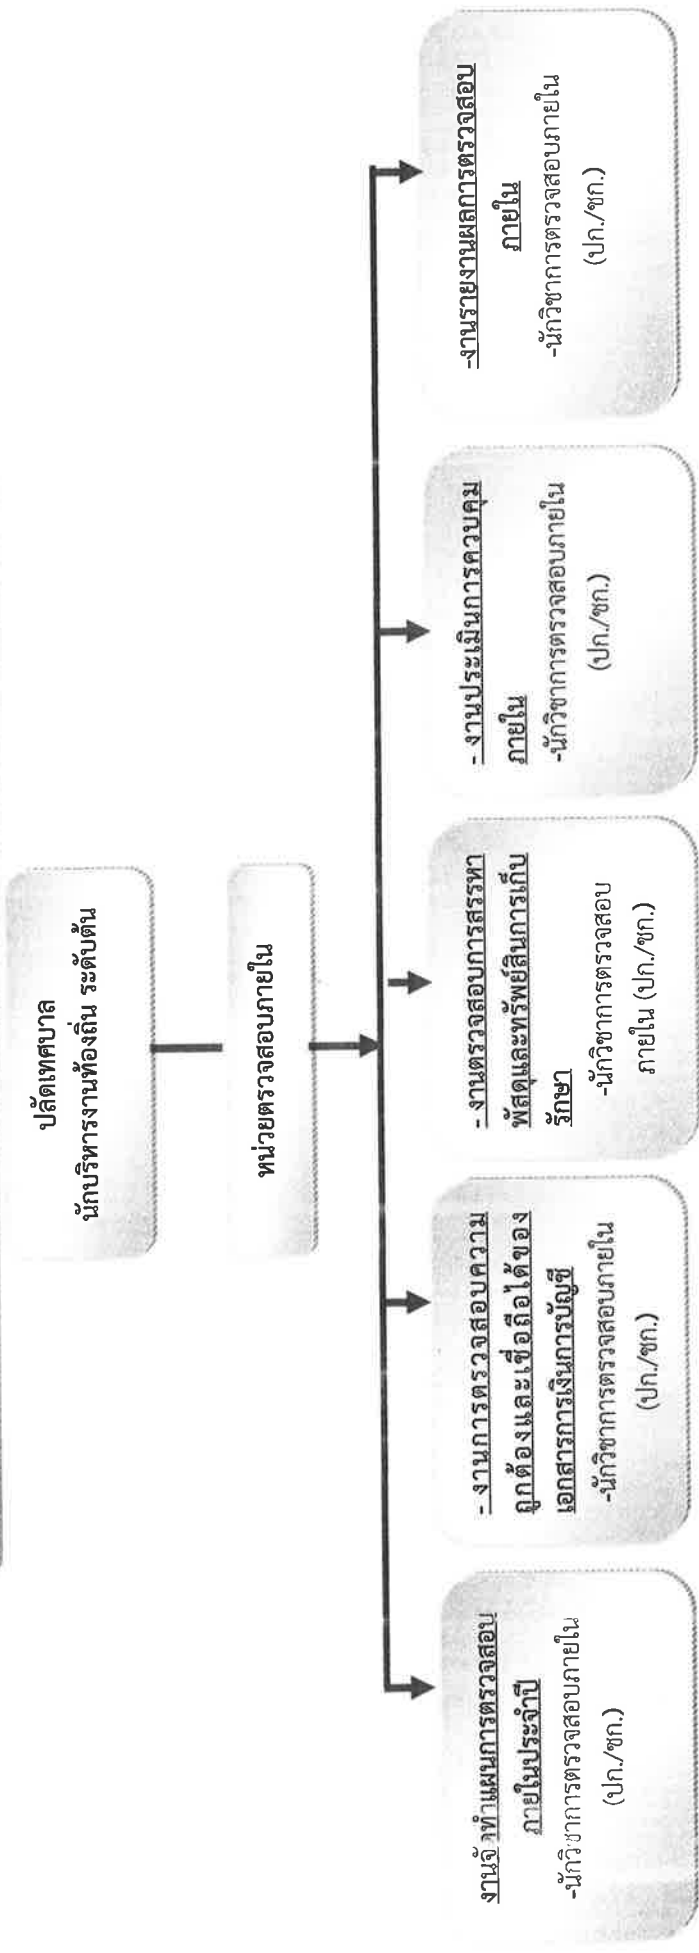 ปลัดเทศบาล
นักบริหารงานท้องถิ่น ระดับต้น
หน่วยตรวจสอบภายใน
งานจัดทำแผนการตรวจสอบ
ภายในประจำปี
-นักวิชาการตรวจสอบภายใน
(ปก./ชก.)
- งานการตรวจสอบความ
ถูกต้องและเชื่อถือได้ของ
เอกสารการเงินการบัญชี
-นักวิชาการตรวจสอบภายใน
(ปก./ชก.)
- งานตรวจสอบการสรรหา
พัสดุและทรัพย์สินการเก็บ
รักษา
-นักวิชาการตรวจสอบ
ภายใน (ปก./ชก.)
- งานประเมินการควบคุม
ภายใน
-นักวิชาการตรวจสอบภายใน
(ปก./ชก.)
-งานรายงานผลการตรวจสอบ
ภายใน
-นักวิชาการตรวจสอบภายใน
(ปก./ชก.)